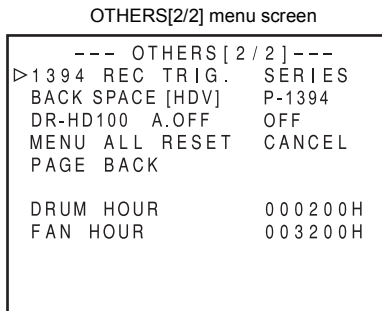 OTHERS[2/2] menu screen
--- OTHERS[2/2]---
▷1394 REC TRIG. SERIES
BACK SPACE [HDV] P-1394
DR-HD100 A.OFF OFF
MENU ALL RESET CANCEL
PAGE BACK
DRUM HOUR 000200H
FAN HOUR 003200H